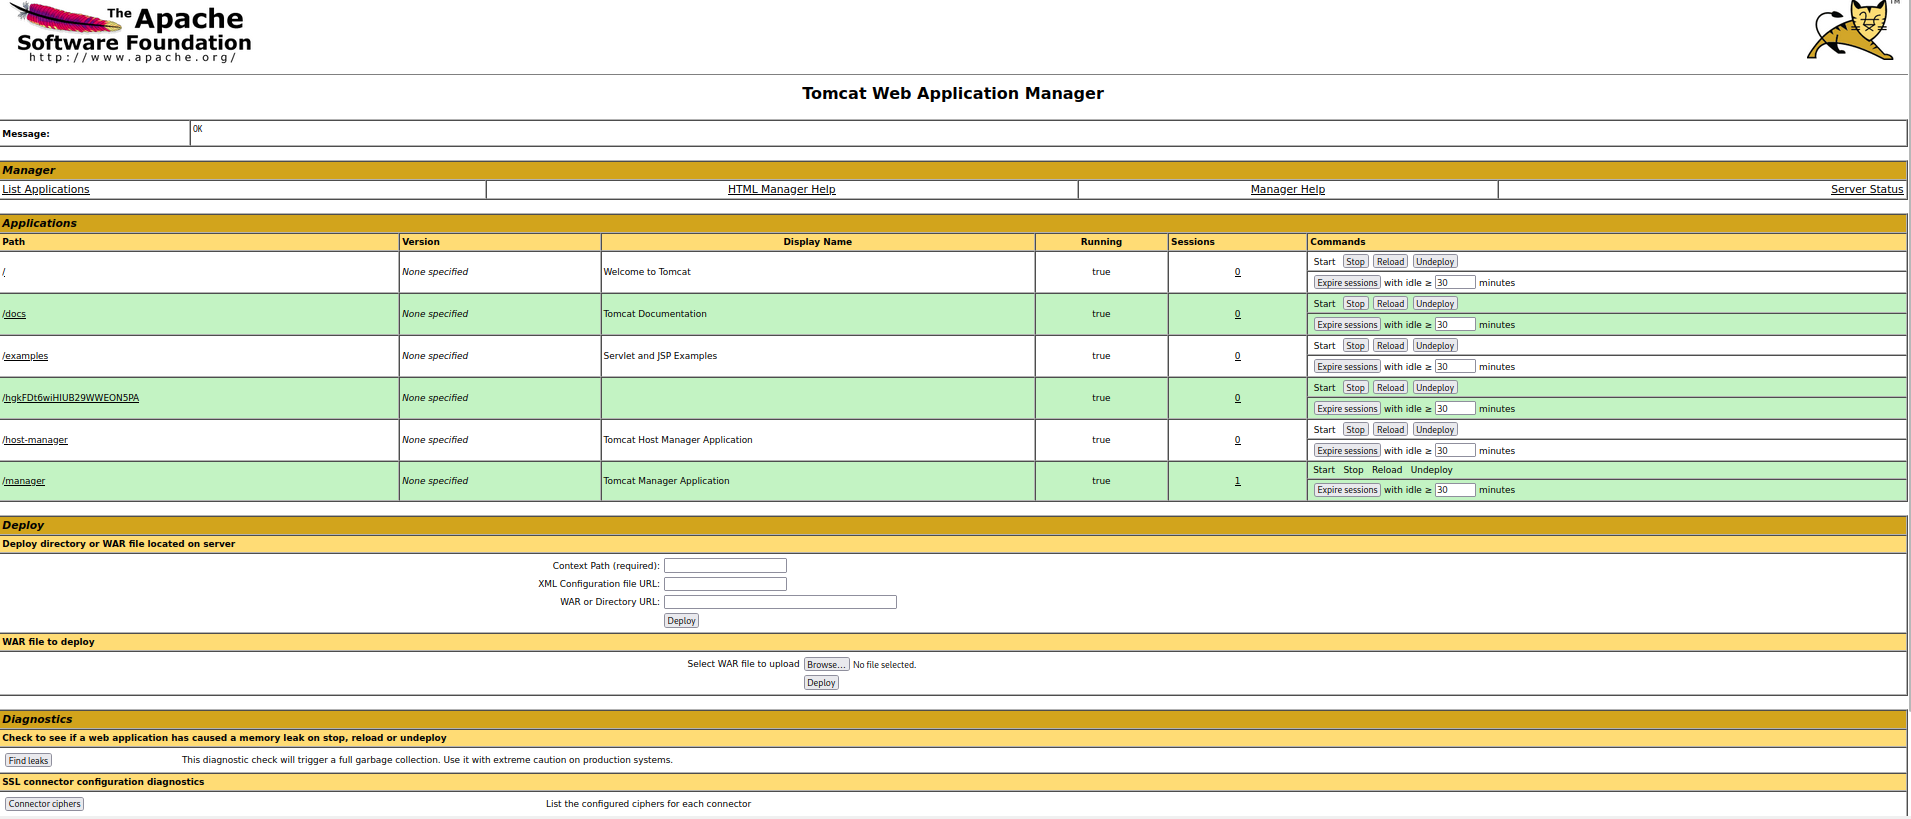 The Apache
Software Foundation
http://www.apache.org/
TM
Tomcat Web Application Manager
Message: OK
Manager
List Applications HTML Manager Help Manager Help Server Status
Applications
Path Version Display Name Running Sessions Commands
/ None specified Welcome to Tomcat true 0 Start Stop Reload Undeploy
Expire sessions with idle ≥ 30 minutes
/docs None specified Tomcat Documentation true 0 Start Stop Reload Undeploy
Expire sessions with idle ≥ 30 minutes
/examples None specified Servlet and JSP Examples true 0 Start Stop Reload Undeploy
Expire sessions with idle ≥ 30 minutes
/hgkFDt6wiHIUB29WWEON5PA None specified true 0 Start Stop Reload Undeploy
Expire sessions with idle ≥ 30 minutes
/host-manager None specified Tomcat Host Manager Application true 0 Start Stop Reload Undeploy
Expire sessions with idle ≥ 30 minutes
/manager None specified Tomcat Manager Application true 1 Start Stop Reload Undeploy
Expire sessions with idle ≥ 30 minutes
Deploy
Deploy directory or WAR file located on server
Context Path (required):
XML Configuration file URL:
WAR or Directory URL:
Deploy
WAR file to deploy
Select WAR file to upload Browse... No file selected.
Deploy
Diagnostics
Check to see if a web application has caused a memory leak on stop, reload or undeploy
Find leaks This diagnostic check will trigger a full garbage collection. Use it with extreme caution on production systems.
SSL connector configuration diagnostics
Connector ciphers List the configured ciphers for each connector